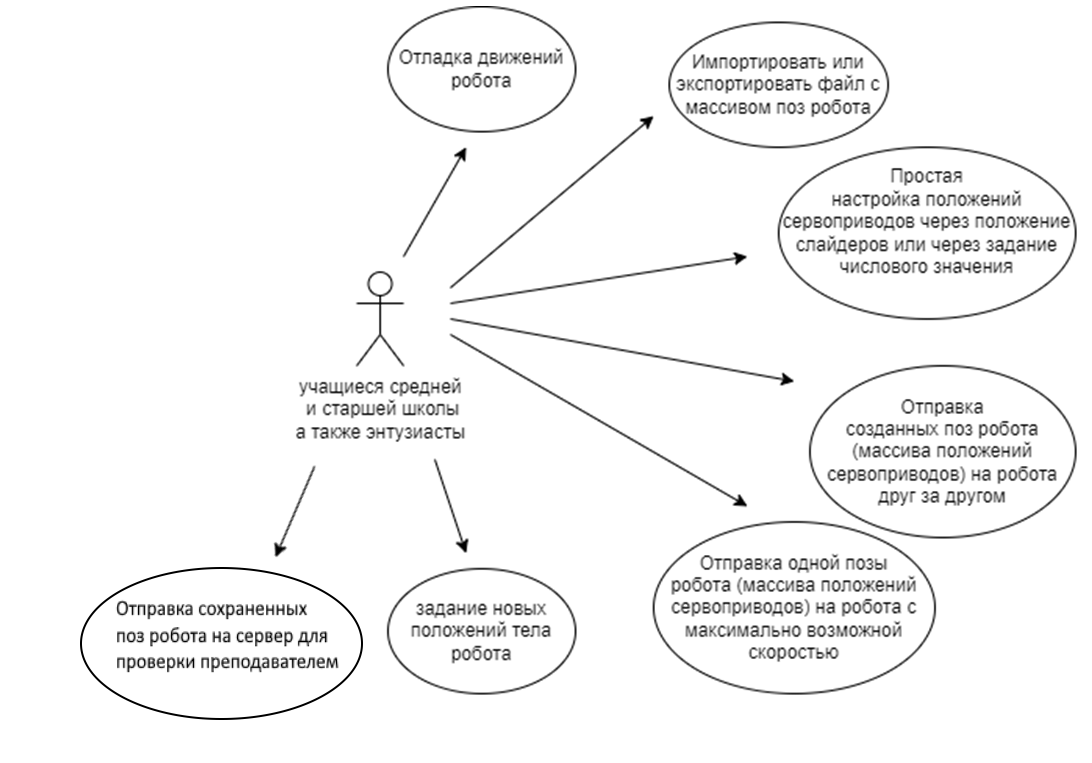 Отладка движений
робота
Импортировать или
экспортировать файл с
массивом поз робота
Простая
настройка положений
сервоприводов через положение
слайдеров или через задание
числового значения
учащиеся средней
и старшей школы
а также энтузиасты
Отправка
созданных поз робота
(массива положений
сервоприводов) на робота
друг за другом
Отправка одной позы
робота (массива положений
сервоприводов) на робота с
максимально возможной
скоростью
задание новых
положений тела
робота
Отправка сохраненных
поз робота на сервер для
проверки преподавателем